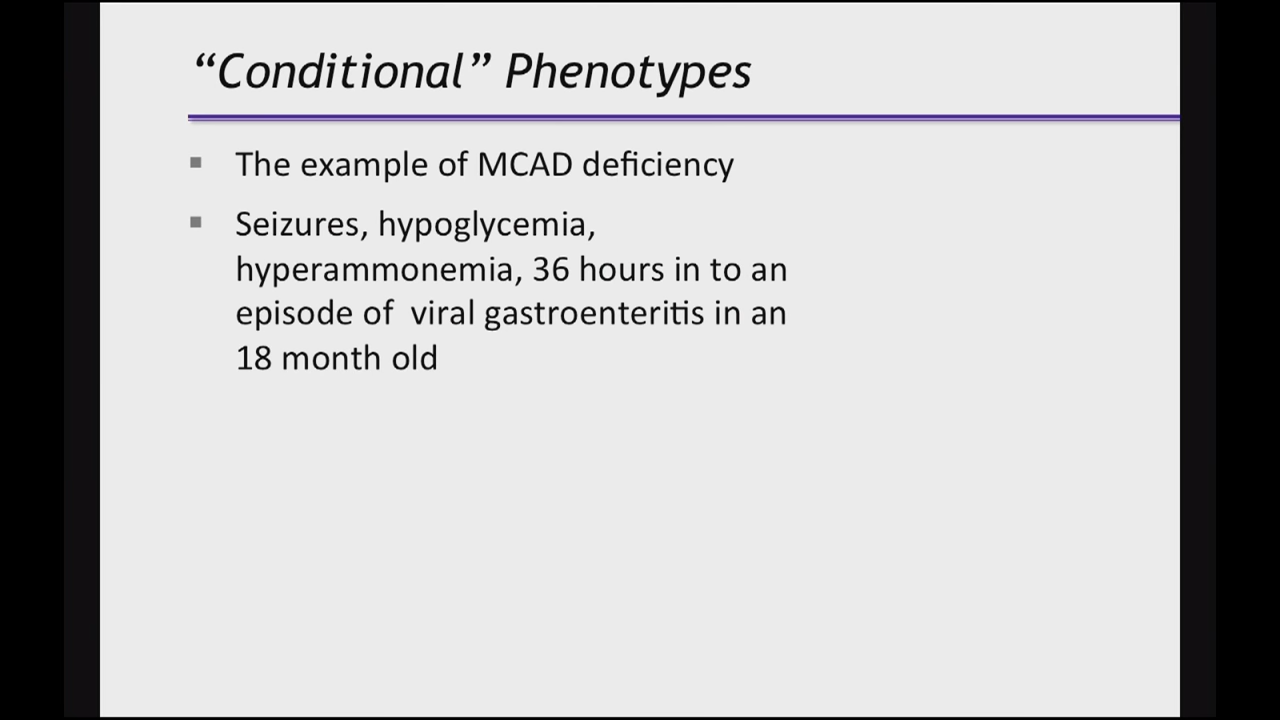 “Conditional” Phenotypes
The example of MCAD deficiency
Seizures, hypoglycemia,
hyperammonemia, 36 hours in to an
episode of  viral gastroenteritis in an
18 month old